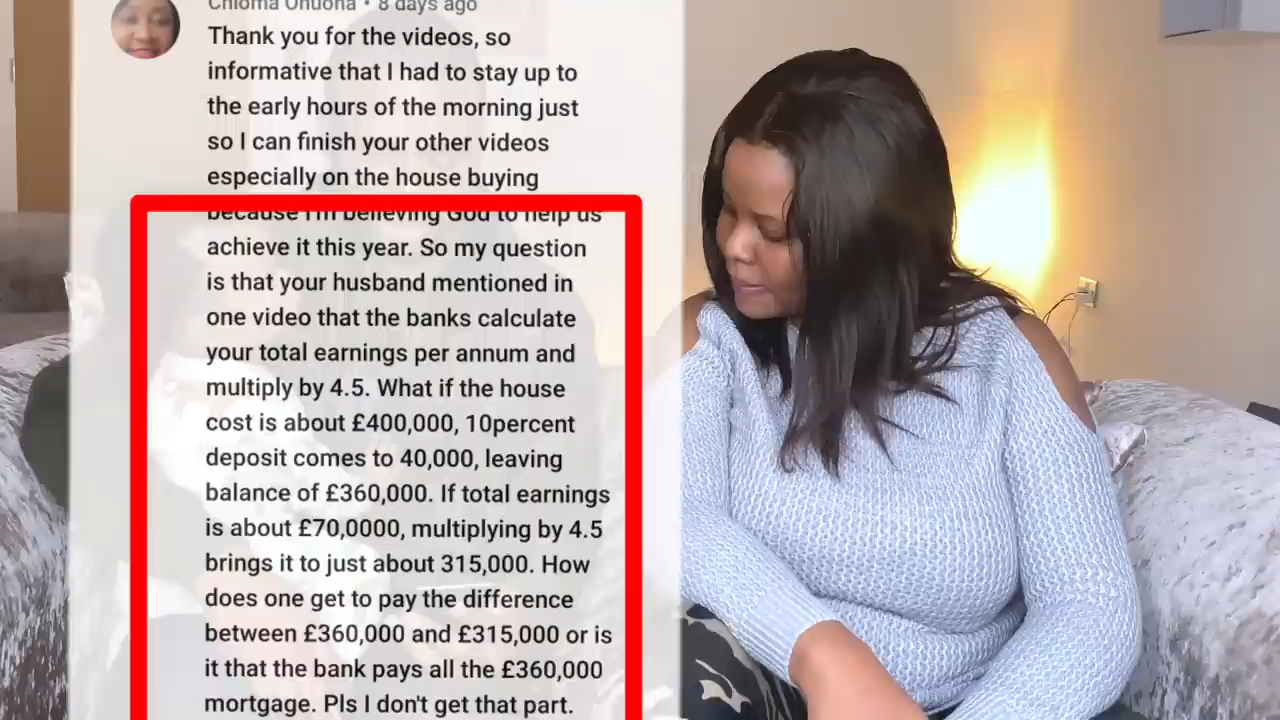 Chioma Onuoha • 8 days ago
Thank you for the videos, so
informative that I had to stay up to
the early hours of the morning just
so I can finish your other videos
especially on the house buying
because I'm believing God to help us
achieve it this year. So my question
is that your husband mentioned in
one video that the banks calculate
your total earnings per annum and
multiply by 4.5. What if the house
cost is about £400,000, 10percent
deposit comes to 40,000, leaving
balance of £360,000. If total earnings
is about £70,0000, multiplying by 4.5
brings it to just about 315,000. How
does one get to pay the difference
between £360,000 and £315,000 or is
it that the bank pays all the £360,000
mortgage. Pls I don't get that part.